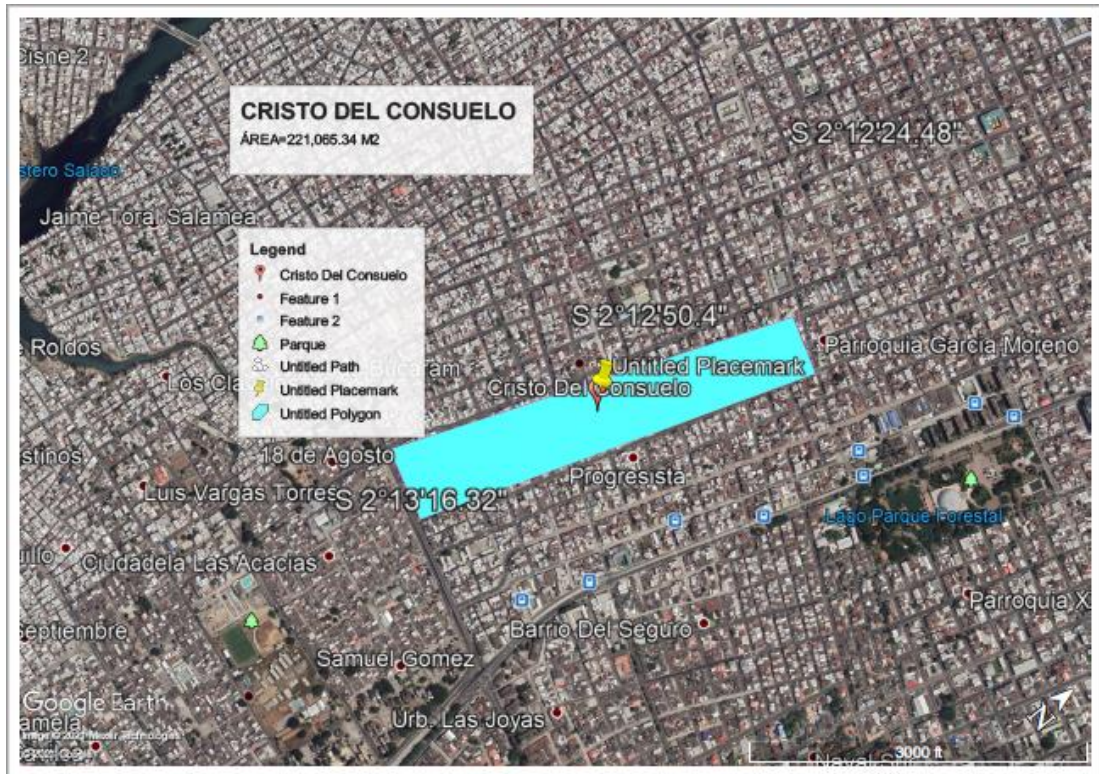 Cisne 2
CRISTO DEL CONSUELO
ÁREA=221,065.34 M2
S 2°12'24.48"
stero Salado
Jaime Toral Salamea
Legend
Cristo Del Consuelo
Feature 1
Feature 2
Parque
Untitled Path
Untitled Placemark
Untitled Polygon
S 2°12'50.4"
Roldos
Parroquia Garcia Moreno
Los Cla
Bucaram
Untitled Placemark
Cristo Del Consuelo
stinos
18 de Agosto
Progresista
Luis Vargas Torres
S 2°13'16.32"
Lago Parque Forestal
uillo
Ciudadela Las Acacias
Parroquia X
Septiembre
Barrio Del Seguro
Samuel Gomez
Google Earth
amela
Urb. Las Joyas
N
3000 ft
Naval